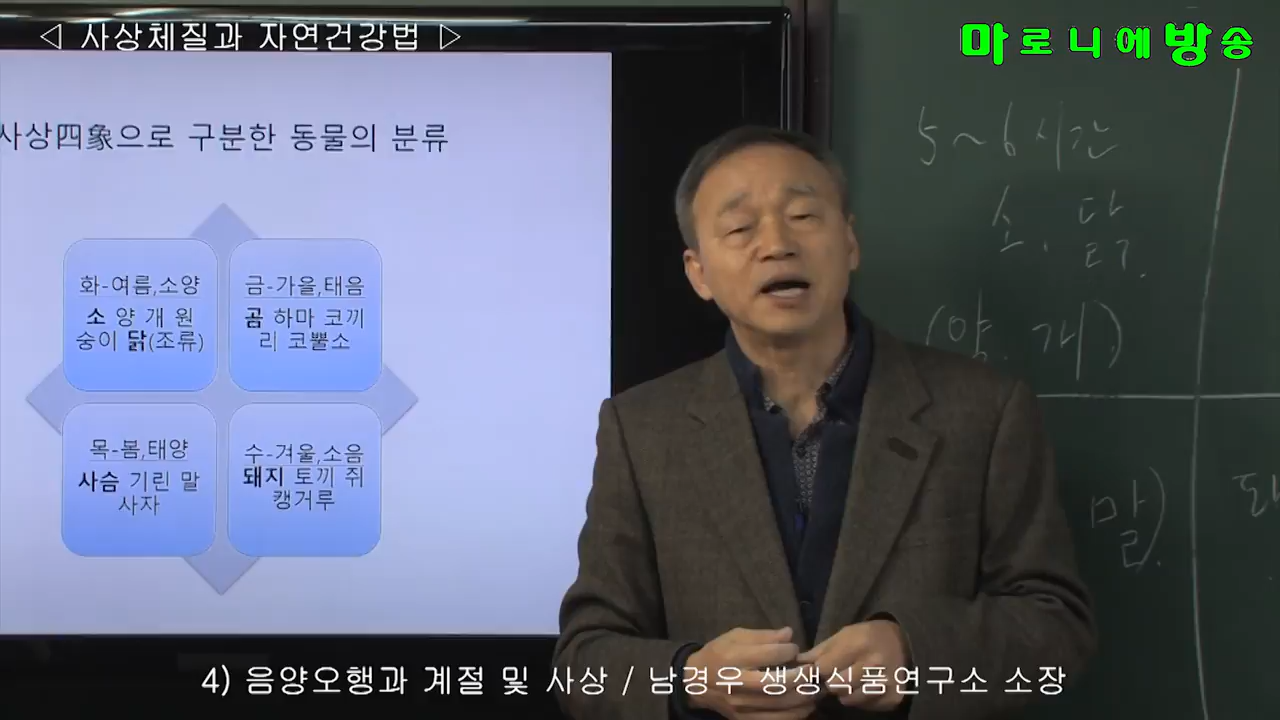 ◁ 사상체질과 자연건강법 ▷
마로니에방송
사상四象으로 구분한 동물의 분류
화-여름,소양
소 양 개 원
숭이 닭(조류)
금-가을,태음
곰 하마 코끼
리 코뿔소
목-봄,태양
사슴 기린 말
사자
수-겨울,소음
돼지 토끼 쥐
캥거루
5~6시간
소, 닭,
(양, 개)
말)
4) 음양오행과 계절 및 사상 / 남경우 생생식품연구소 소장